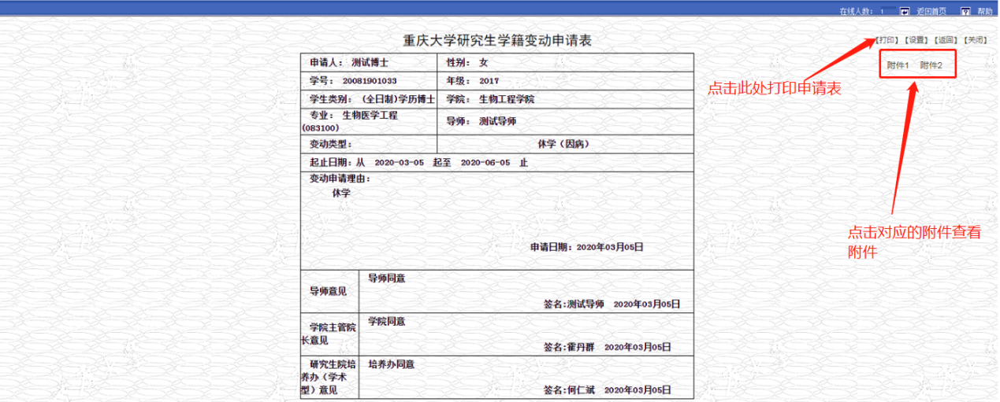 在线人数： 1 返回首页 帮助
重庆大学研究生学籍变动申请表
【打印】【设置】【返回】【关闭】
附件1 附件2
点击此处打印申请表
申请人： 测试博士 性别： 女
学号： 20081901033 年级： 2017
学生类别： (全日制)学历博士 学院： 生物工程学院
专业： 生物医学工程
(083100)
导师： 测试导师
变动类型： 休学（因病）
起止日期：从 2020-03-05 起至 2020-06-05 止
变动申请理由：
休学
申请日期：2020年03月05日
点击对应的附件查看
附件
导师意见
导师同意
签名:测试导师 2020年03月05日
学院主管院
长意见
学院同意
签名:霍丹群 2020年03月05日
研究生院培
养办（学术
型）意见
培养办同意
签名:何仁斌 2020年03月05日